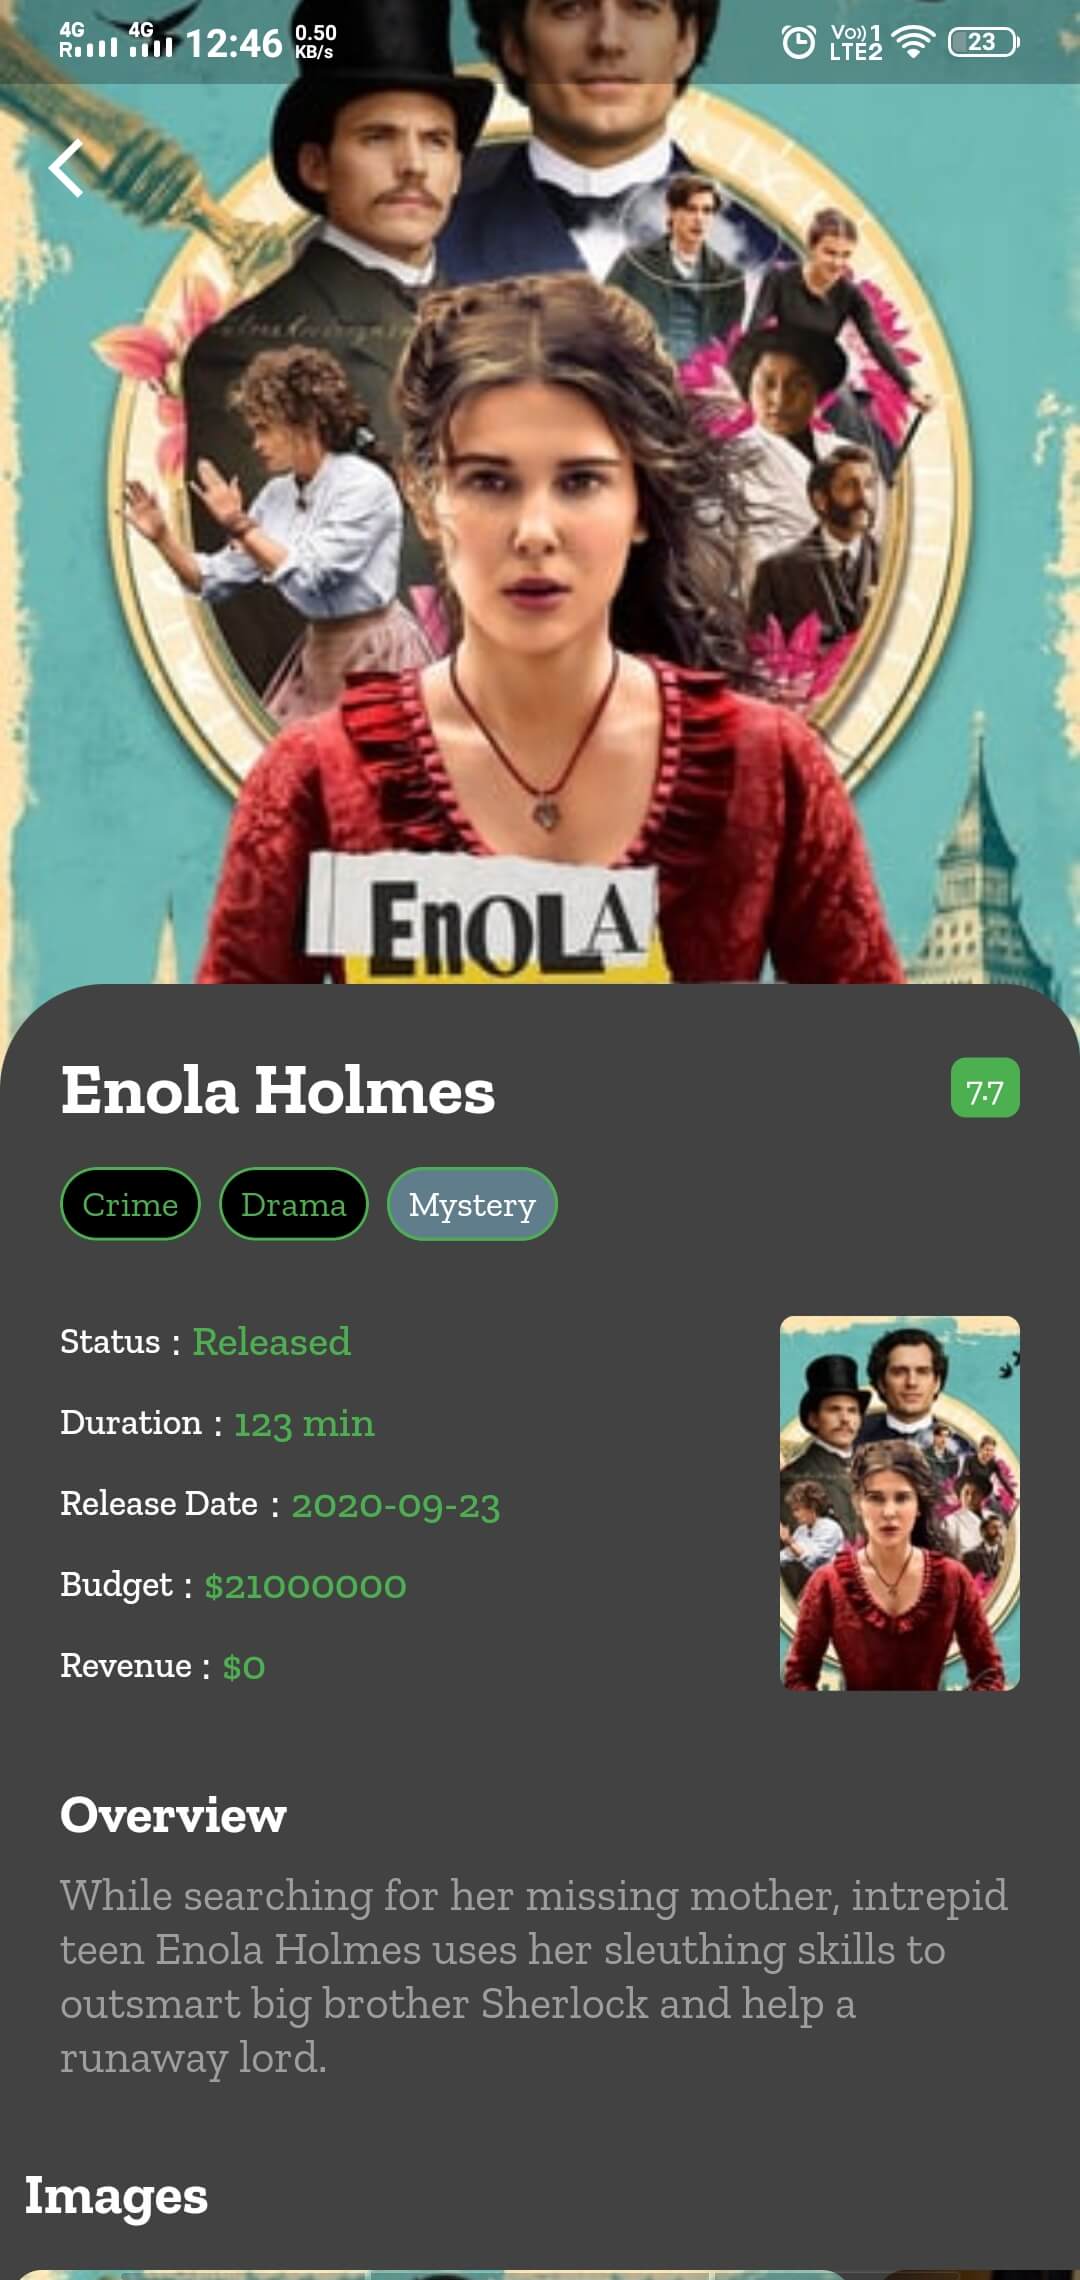 4G 4G 12:46 0.50 KB/s Vo)) 1 LTE2 23
R
EnOLA
Enola Holmes 7.7
Crime Drama Mystery
Status : Released
Duration : 123 min
Release Date : 2020-09-23
Budget : $21000000
Revenue : $0
Overview
While searching for her missing mother, intrepid
teen Enola Holmes uses her sleuthing skills to
outsmart big brother Sherlock and help a
runaway lord.
Images